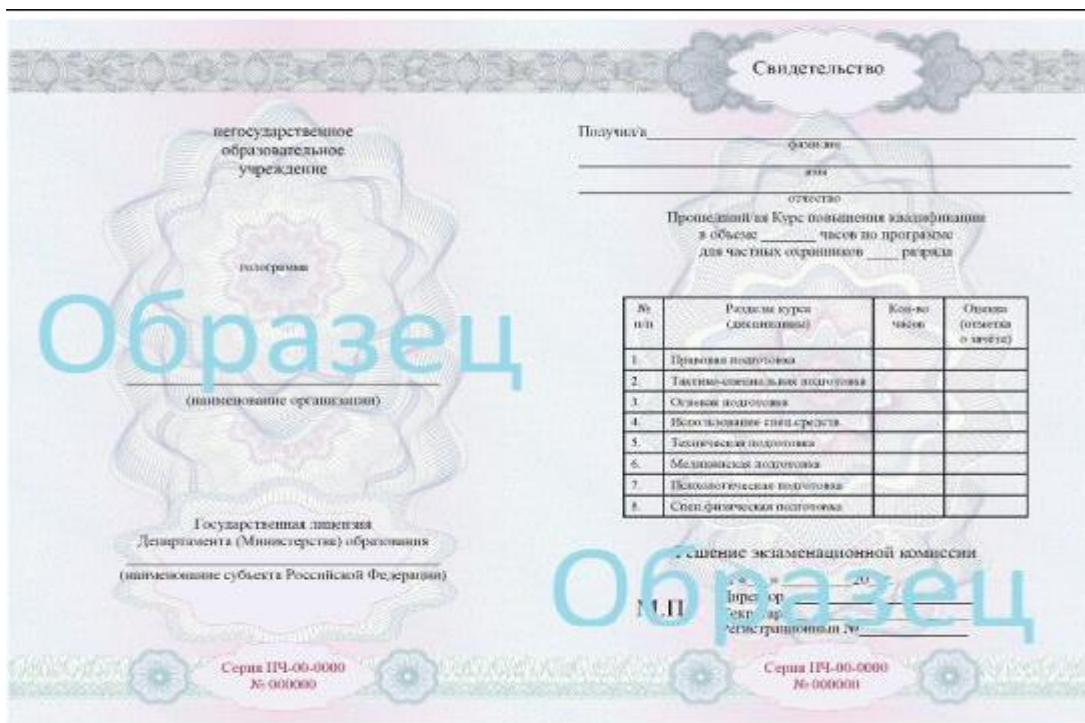 негосударственное
образовательное
учреждение
голограмма
Образец
(наименование организации)
Государственная лицензия
Департамента (Министерства) образования
(наименование субъекта Российской Федерации)
Серия ПЧ-00-0000
№ 000000
Свидетельство
Получил/а
фамилия
имя
отчество
Прошедший/ая Курс повышения квалификации
в объеме ______ часов по программе
для частных охранников ____ разряда
№ п/п Разделы курса (дисциплины) Кол-во часов Оценка (отметка о зачёте)
1. Правовая подготовка
2. Тактико-специальная подготовка
3. Огневая подготовка
4. Использование спец.средств
5. Техническая подготовка
6. Медицинская подготовка
7. Психологическая подготовка
8. Спец.физическая подготовка
экзаменационной комиссии
Образец
20
М.П
Регистрационный №
Серия ПЧ-00-0000
№ 000000